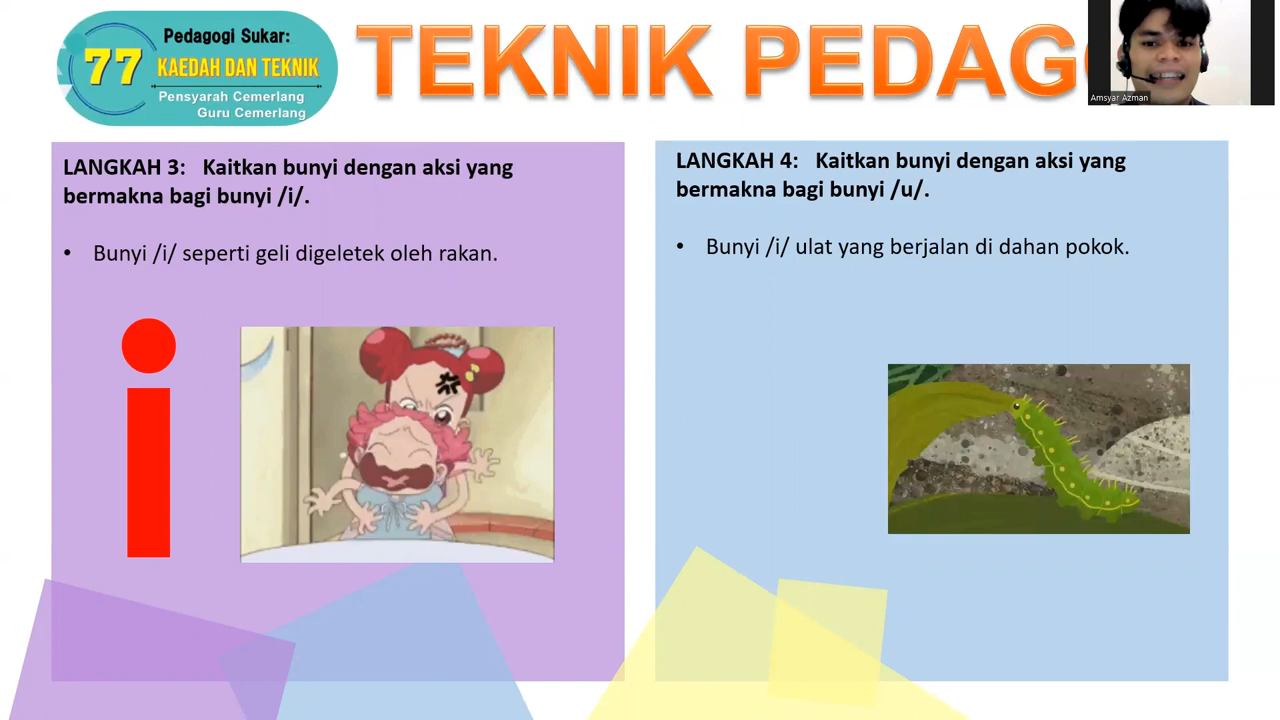 Pedagogi Sukar:
77
KAEDAH DAN TEKNIK
Pensyarah Cemerlang
Guru Cemerlang
TEKNIK PEDAG
Amsyar Azman
LANGKAH 3: Kaitkan bunyi dengan aksi yang
bermakna bagi bunyi /i/.
• Bunyi /i/ seperti geli digeletek oleh rakan.
i
LANGKAH 4: Kaitkan bunyi dengan aksi yang
bermakna bagi bunyi /u/.
• Bunyi /i/ ulat yang berjalan di dahan pokok.